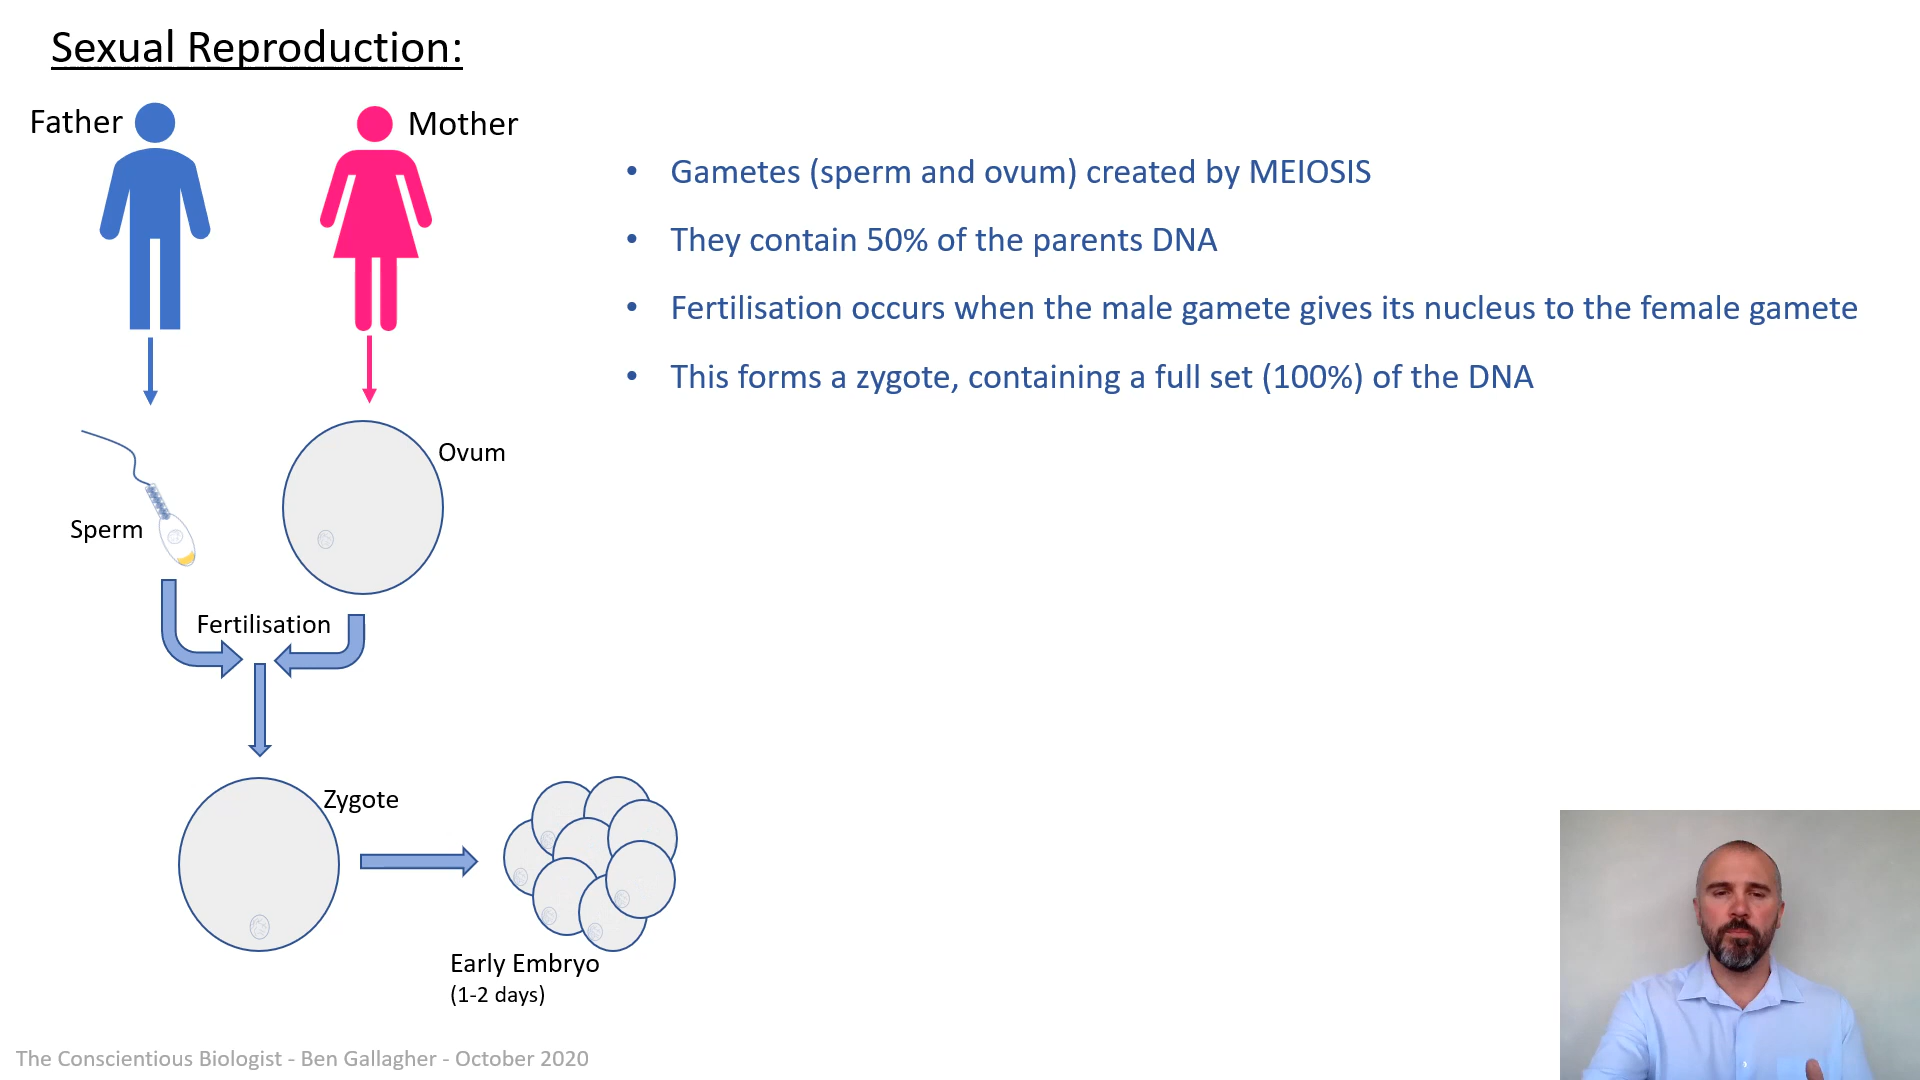 Sexual Reproduction:
Father
Mother
• Gametes (sperm and ovum) created by MEIOSIS
• They contain 50% of the parents DNA
• Fertilisation occurs when the male gamete gives its nucleus to the female gamete
• This forms a zygote, containing a full set (100%) of the DNA
Ovum
Sperm
Fertilisation
Zygote
Early Embryo
(1-2 days)
The Conscientious Biologist - Ben Gallagher - October 2020